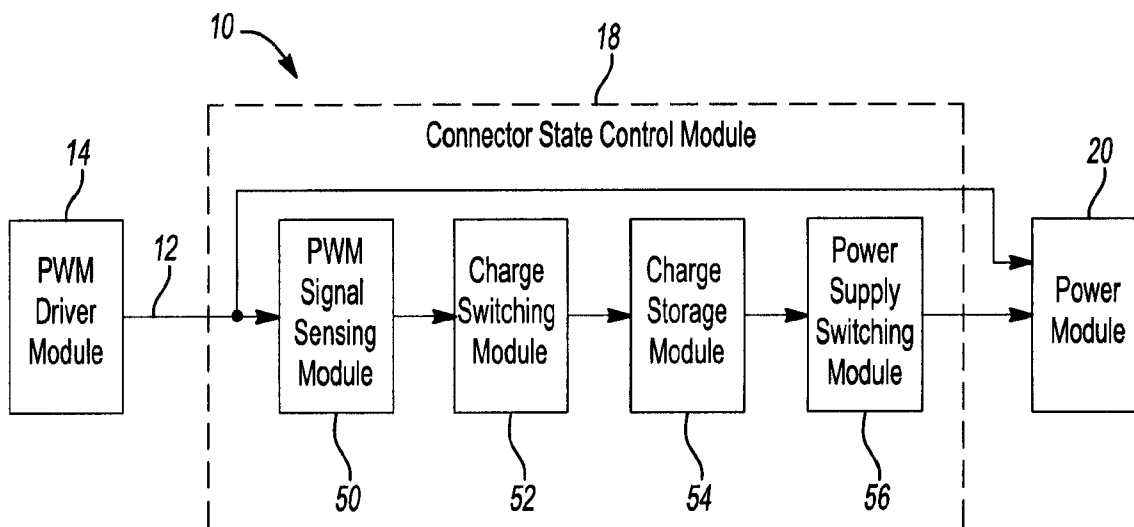 10
18
Connector State Control Module
14
20
12
PWM
Driver
Module
PWM
Signal
Sensing
Module
Charge
Switching
Module
Charge
Storage
Module
Power
Supply
Switching
Module
Power
Module
50
52
54
56